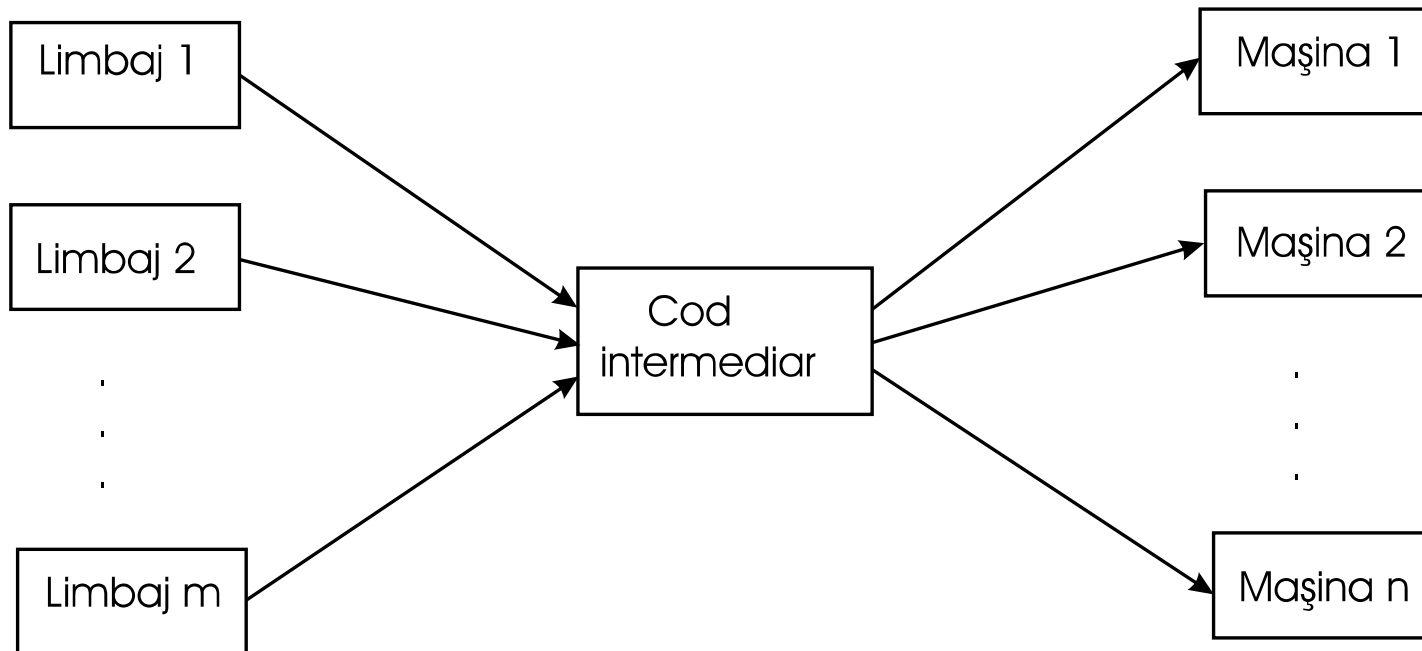 Limbaj 1
Limbaj 2
.
.
.
Limbaj m
Cod
intermediar
Maşina 1
Maşina 2
.
.
.
Maşina n